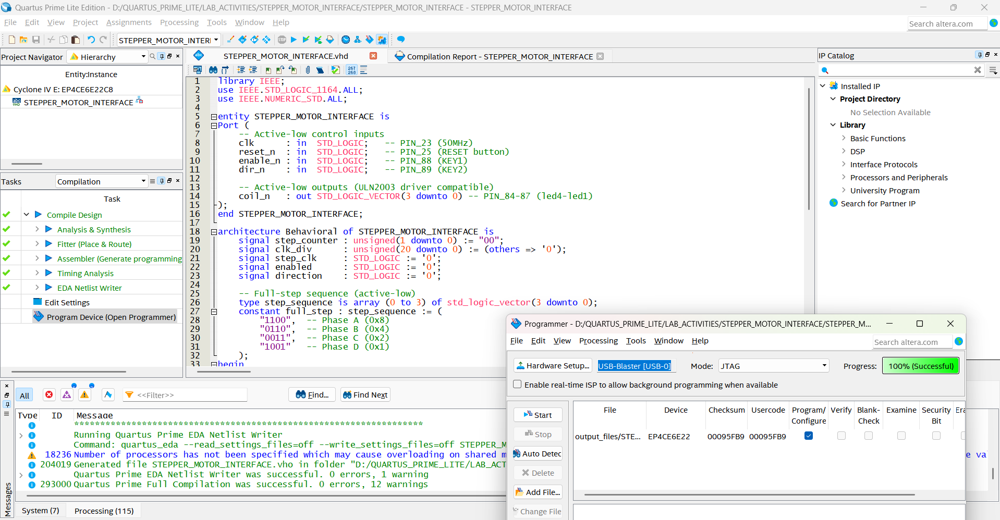 Quartus Prime Lite Edition - D:/QUARTUS_PRIME_LITE/LAB_ACTIVITIES/STEPPER_MOTOR_INTERFACE/STEPPER_MOTOR_INTERFACE - STEPPER_MOTOR_INTERFACE
File Edit View Project Assignments Processing Tools Window Help
Search altera.com
STEPPER_MOTOR_INTERI
Project Navigator Hierarchy
Entity:Instance
Cyclone IV E: EP4CE6E22C8
STEPPER_MOTOR_INTERFACE
Tasks Compilation
Task
Compile Design
Analysis & Synthesis
Fitter (Place & Route)
Assembler (Generate programming
Timing Analysis
EDA Netlist Writer
Edit Settings
Program Device (Open Programmer)
STEPPER_MOTOR_INTERFACE.vhd
Compilation Report - STEPPER_MOTOR_INTERFACE
267
268
1 library IEEE;
2 use IEEE.STD_LOGIC_1164.ALL;
3 use IEEE.NUMERIC_STD.ALL;
4
5 entity STEPPER_MOTOR_INTERFACE is
6 Port (
7 -- Active-low control inputs
8 clk : in STD_LOGIC; -- PIN_23 (50MHz)
9 reset_n : in STD_LOGIC; -- PIN_25 (RESET button)
10 enable_n : in STD_LOGIC; -- PIN_88 (KEY1)
11 dir_n : in STD_LOGIC; -- PIN_89 (KEY2)
12
13 -- Active-low outputs (ULN2003 driver compatible)
14 coil_n : out STD_LOGIC_VECTOR(3 downto 0) -- PIN_84-87 (led4-led1)
15 );
16 end STEPPER_MOTOR_INTERFACE;
17
18 architecture Behavioral of STEPPER_MOTOR_INTERFACE is
19 signal step_counter : unsigned(1 downto 0) := "00";
20 signal clk_div : unsigned(20 downto 0) := (others => '0');
21 signal step_clk : STD_LOGIC := '0';
22 signal enabled : STD_LOGIC := '0';
23 signal direction : STD_LOGIC := '0';
24
25 -- Full-step sequence (active-low)
26 type step_sequence is array (0 to 3) of std_logic_vector(3 downto 0);
27 constant full_step : step_sequence := (
28 "1100", -- Phase A (0x8)
29 "0110", -- Phase B (0x4)
30 "0011", -- Phase C (0x2)
31 "1001" -- Phase D (0x1)
32 );
33 begin
IP Catalog
Installed IP
Project Directory
No Selection Available
Library
Basic Functions
DSP
Interface Protocols
Processors and Peripherals
University Program
Search for Partner IP
All <<Filter>> Find... Find Next
Type ID Message
********************************************************************
Running Quartus Prime EDA Netlist Writer
Command: quartus_eda --read_settings_files=off --write_settings_files=off STEPPER_M
18236 Number of processors has not been specified which may cause overloading on shared m
e va
204019 Generated file STEPPER_MOTOR_INTERFACE.vho in folder "D:/QUARTUS_PRIME_LITE/LAB_ACT
Quartus Prime EDA Netlist Writer was successful. 0 errors, 1 warning
293000 Quartus Prime Full Compilation was successful. 0 errors, 12 warnings
System (7) Processing (115)
Messages
Programmer - D:/QUARTUS_PRIME_LITE/LAB_ACTIVITIES/STEPPER_MOTOR_INTERFACE/STEPPER_M...
File Edit View Processing Tools Window Help
Search altera.com
Hardware Setup... USB-Blaster [USB-0] Mode: JTAG Progress: 100% (Successful)
Enable real-time ISP to allow background programming when available
Start
Stop
Auto Detec
Delete
Add File...
Change File
File Device Checksum Usercode Program/ Verify Blank- Examine Security Era
Configure Check Bit
output_files/STE... EP4CE6E22 00095FB9 00095FB9